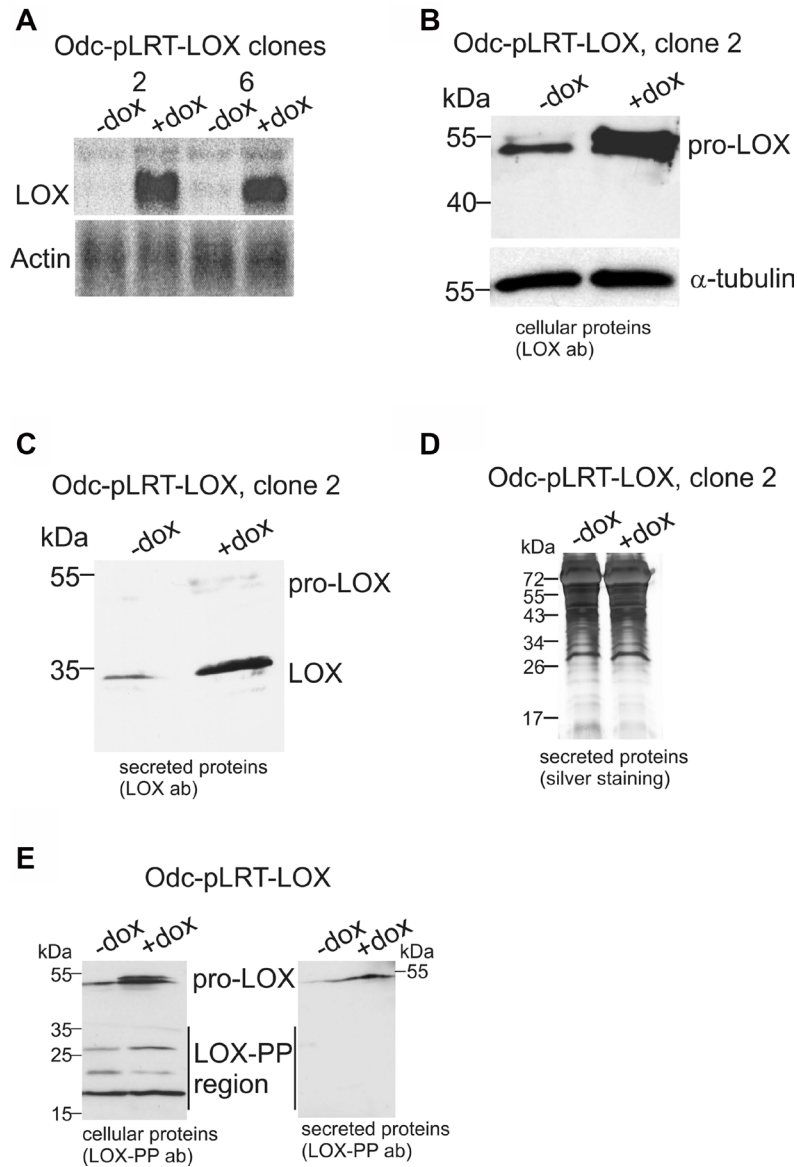 A
Odc-pLRT-LOX clones
2 6
-dox +dox -dox +dox
LOX
Actin
B
Odc-pLRT-LOX, clone 2
kDa -dox +dox
55 pro-LOX
40
55 α-tubulin
cellular proteins
(LOX ab)
C
Odc-pLRT-LOX, clone 2
kDa -dox +dox
55 pro-LOX
35 LOX
secreted proteins
(LOX ab)
D
Odc-pLRT-LOX, clone 2
kDa -dox +dox
72
55
43
34
26
17
secreted proteins
(silver staining)
E
Odc-pLRT-LOX
kDa -dox +dox -dox +dox kDa
55 pro-LOX 55
35
25 LOX-PP
region
15
cellular proteins secreted proteins
(LOX-PP ab) (LOX-PP ab)